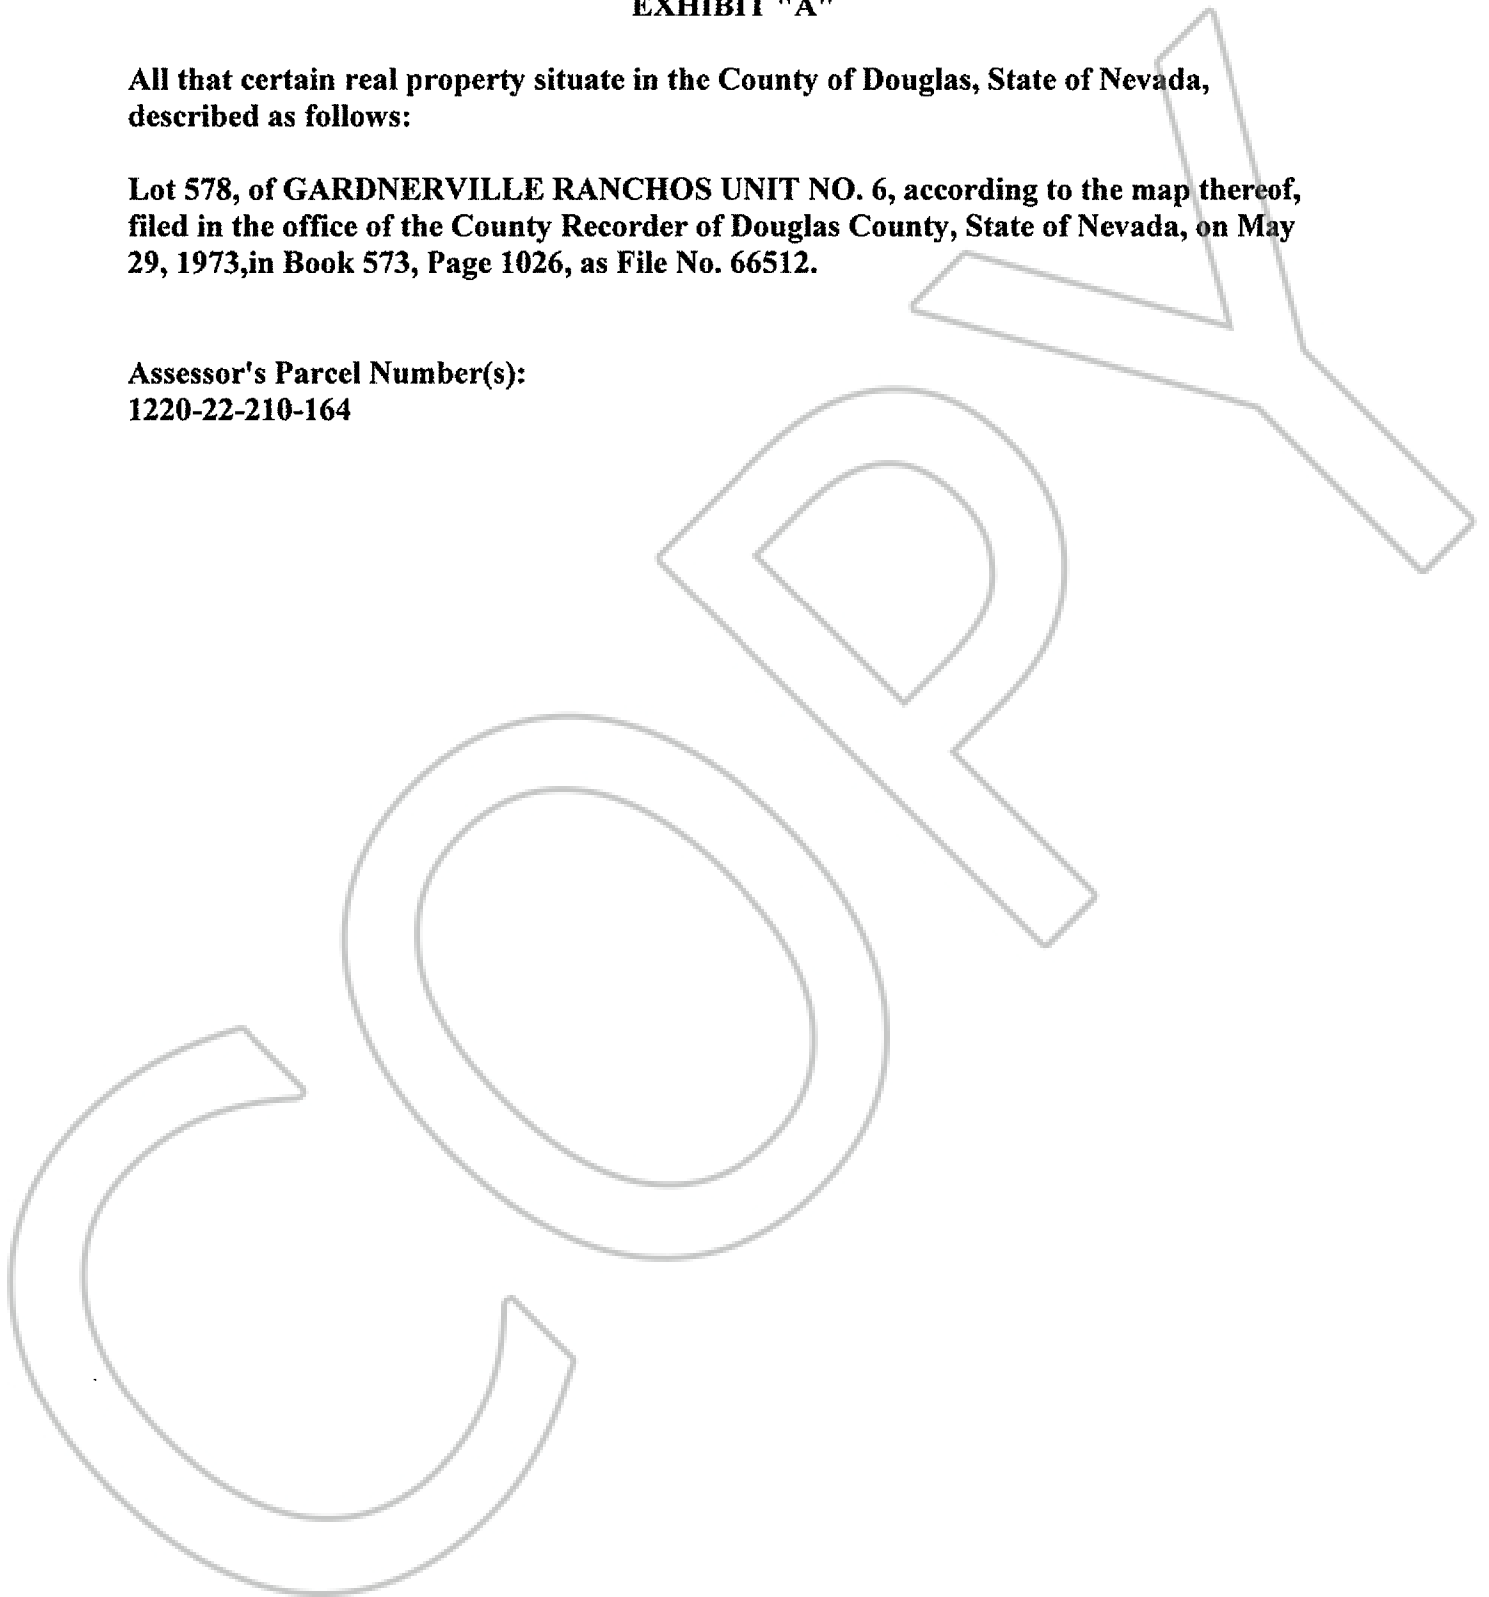 EXHIBIT "A"
All that certain real property situate in the County of Douglas, State of Nevada,
described as follows:
Lot 578, of GARDNERVILLE RANCHOS UNIT NO. 6, according to the map thereof,
filed in the office of the County Recorder of Douglas County, State of Nevada, on May
29, 1973,in Book 573, Page 1026, as File No. 66512.
Assessor's Parcel Number(s):
1220-22-210-164
COPY